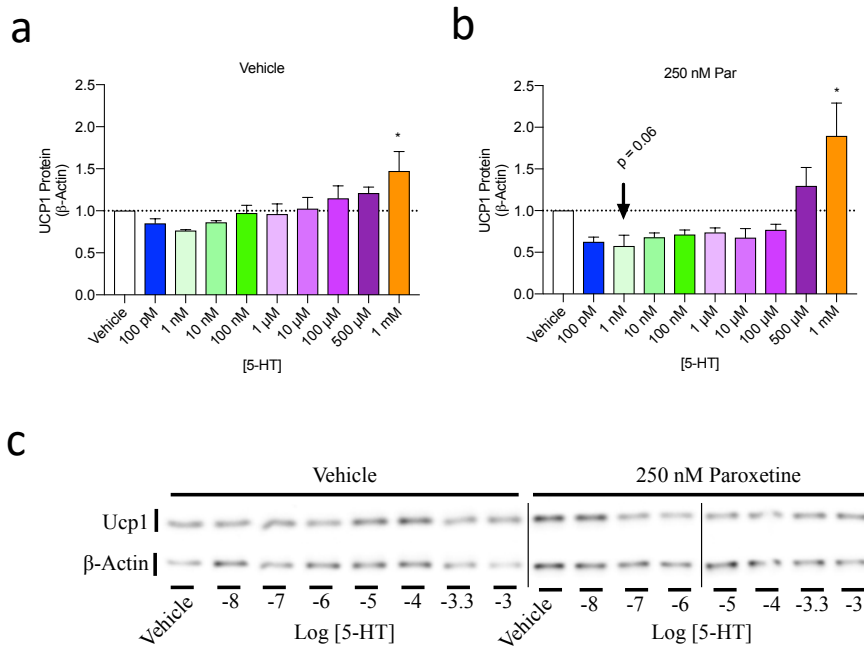 a
Vehicle
UCP1 Protein
(β-Actin)
2.5
2.0
1.5
1.0
0.5
0.0
*
Vehicle
100 pM
1 nM
10 nM
100 nM
1 µM
10 µM
100 µM
500 µM
1 mM
[5-HT]
b
250 nM Par
UCP1 Protein
(β-Actin)
2.5
2.0
1.5
1.0
0.5
0.0
p = 0.06
*
Vehicle
100 pM
1 nM
10 nM
100 nM
1 µM
10 µM
100 µM
500 µM
1 mM
[5-HT]
c
Vehicle
250 nM Paroxetine
Ucp1
β-Actin
Vehicle -8 -7 -6 -5 -4 -3.3 -3
Log [5-HT]
Vehicle -8 -7 -6 -5 -4 -3.3 -3
Log [5-HT]